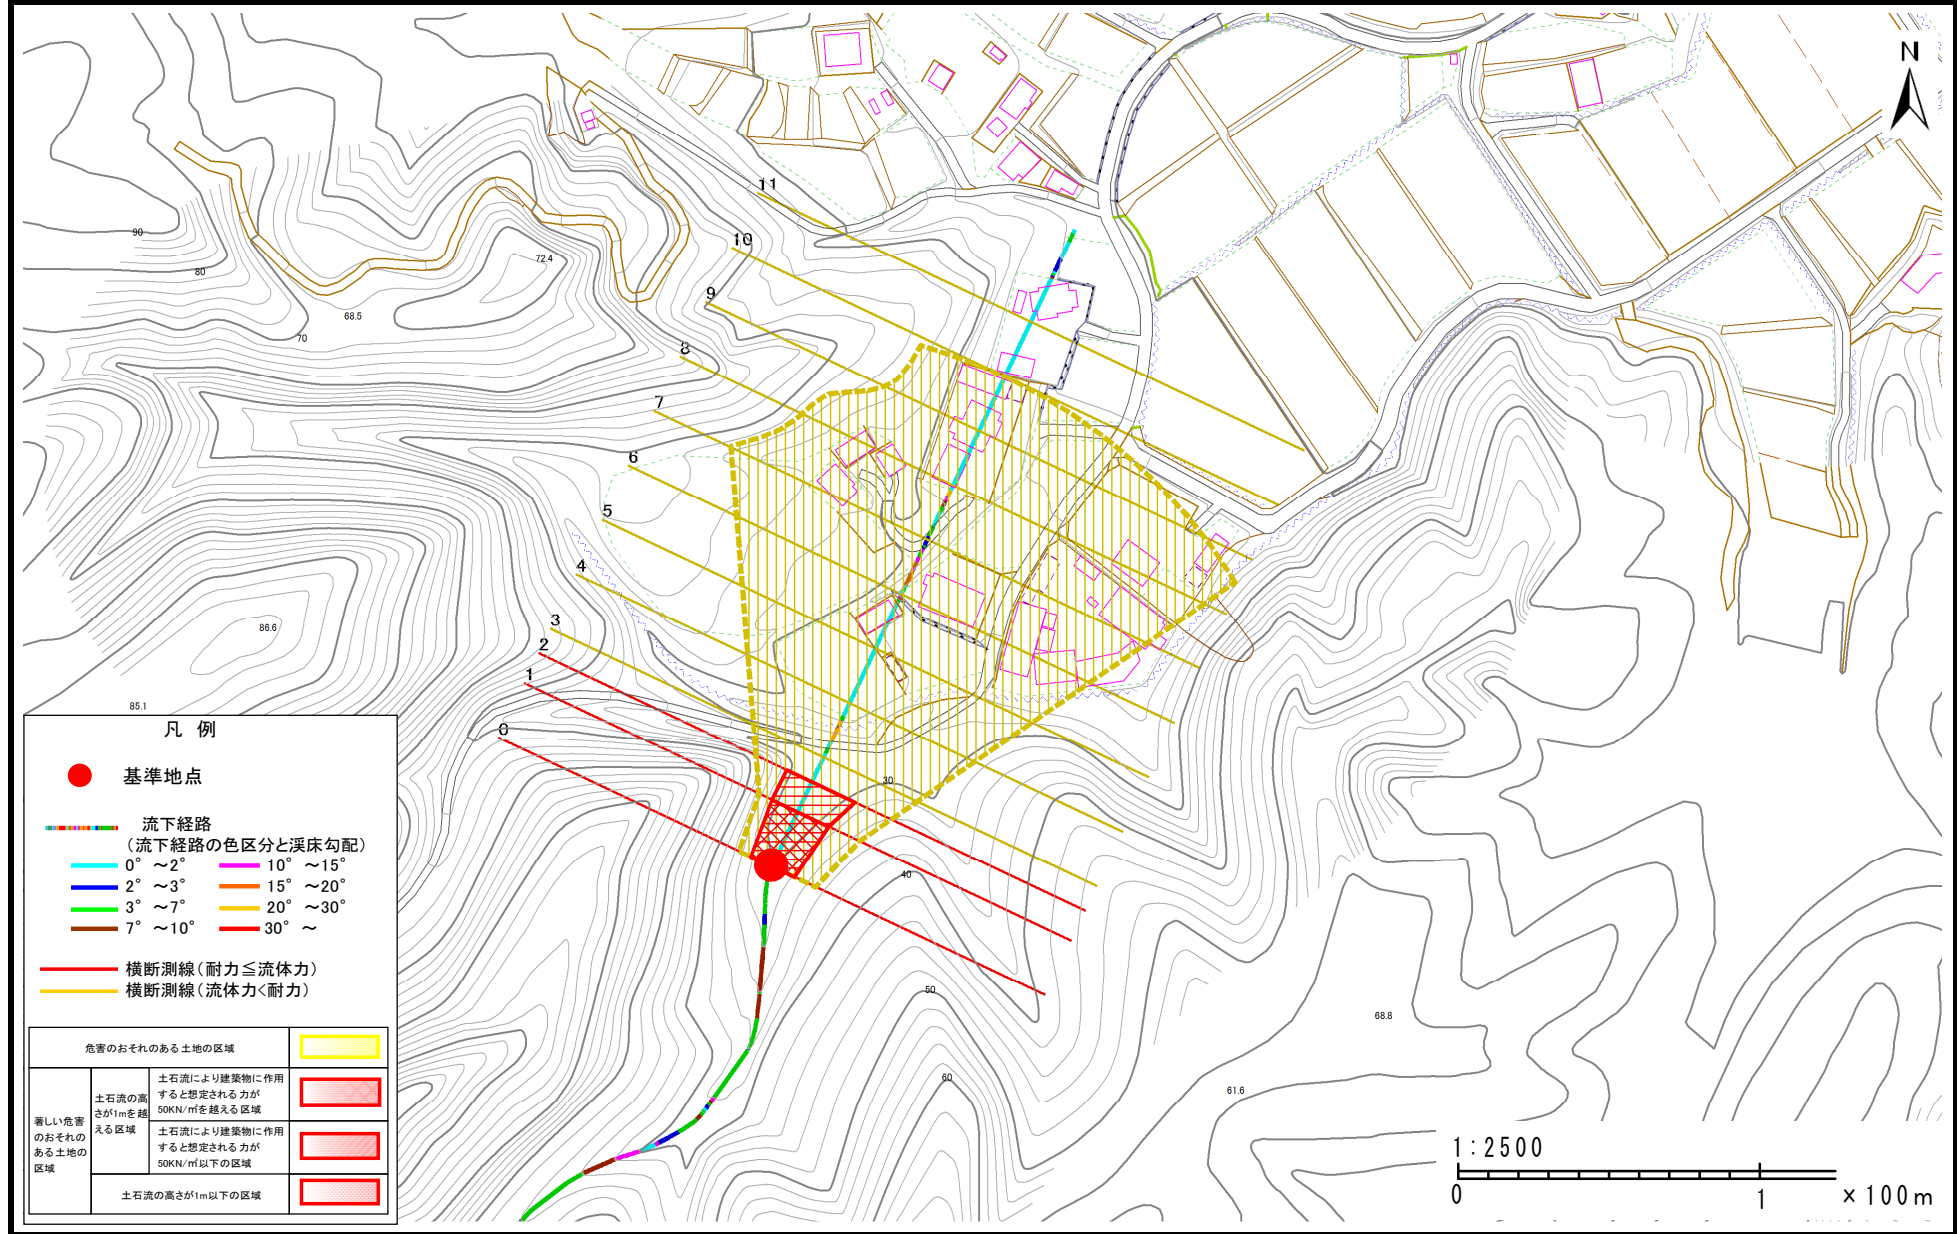 N
11
10
9
8
7
6
5
4
3
2
1
0
90
80
72.4
68.5
70
86.6
85.1
30
40
50
60
68.8
61.6
凡 例
基準地点
流下経路
(流下経路の色区分と渓床勾配)
0° ～2° 10° ～15°
2° ～3° 15° ～20°
3° ～7° 20° ～30°
7° ～10° 30° ～
横断測線(耐力≦流体力)
横断測線(流体力<耐力)
危害のおそれのある土地の区域
著しい危害
のおそれの
ある土地の
区域
土石流の高
さが1mを越
える区域
土石流により建築物に作用
すると想定される力が
50KN/㎡を越える区域
土石流により建築物に作用
すると想定される力が
50KN/㎡以下の区域
土石流の高さが1m以下の区域
1:2500
0 1 ×100m